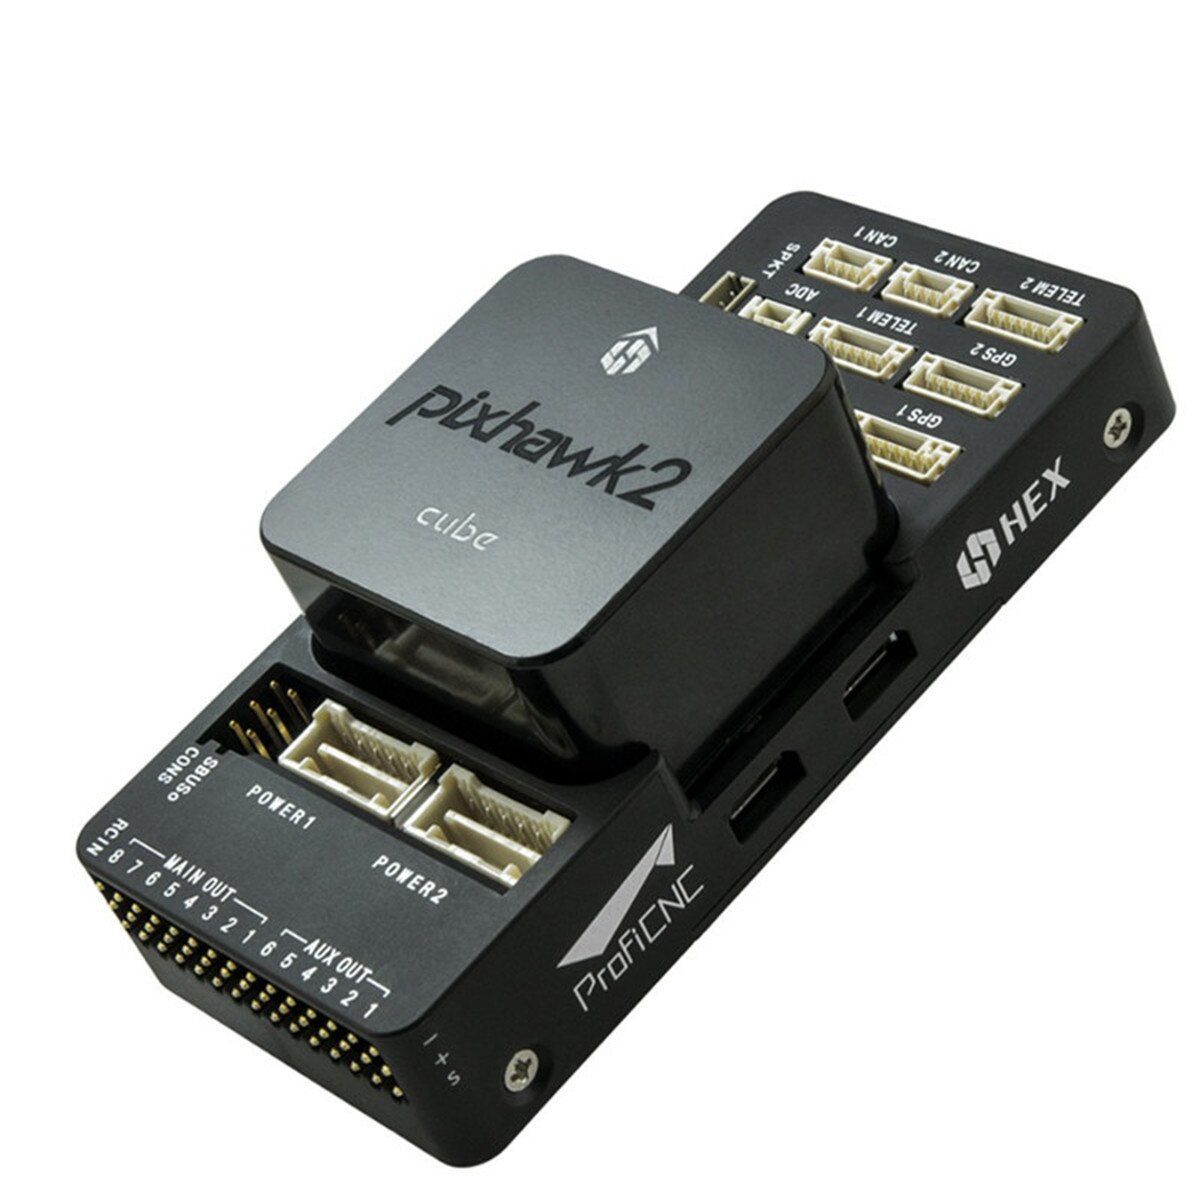 CAN 1
CAN 2
TELEM 2
SPKT
ADC
TELEM 1
GPS 2
GPS 1
pixhawk2
cube
HEX
SBUSo
CONS
POWER1
POWER2
RCIN
MAIN OUT
8 7 6 5 4 3 2 1
AUX OUT
6 5 4 3 2 1
- + s
ProfiCNC